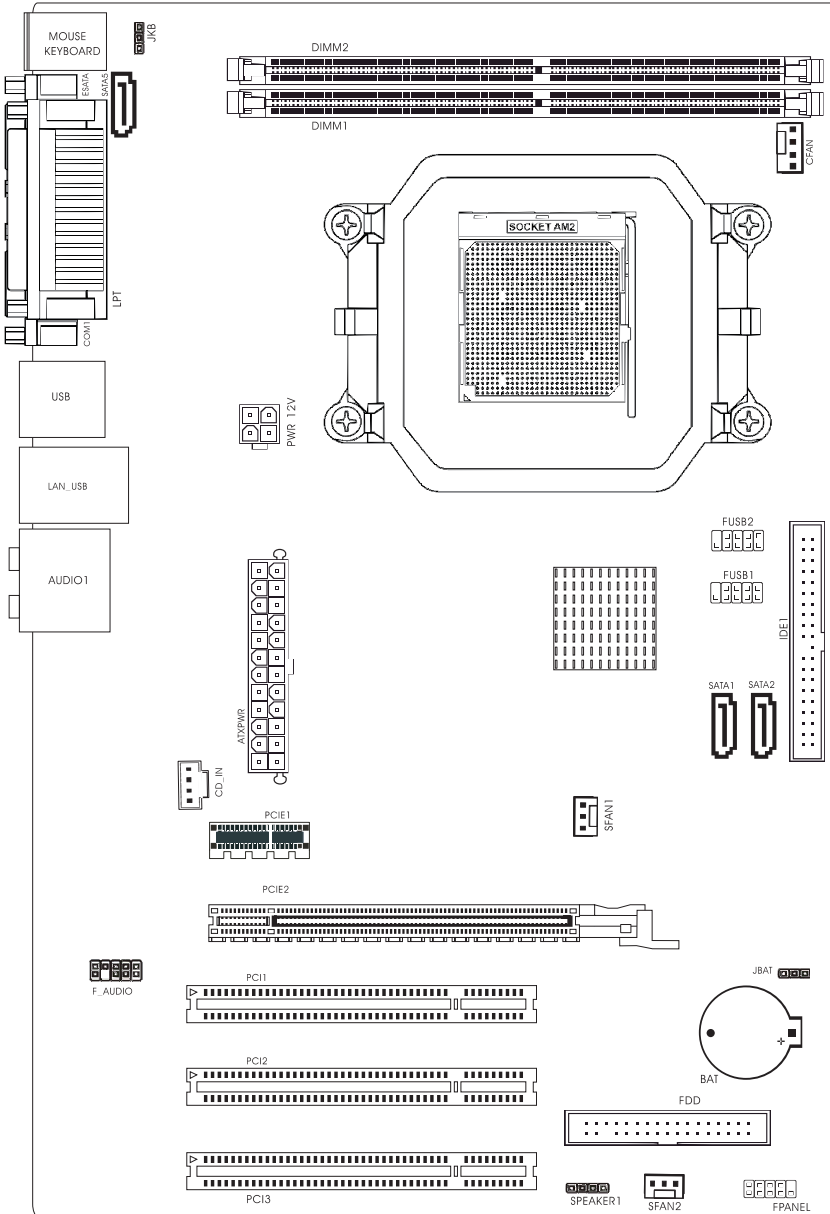 MOUSE
KEYBOARD
JKB
DIMM2
ESATA
SATA5
DIMM1
CFAN
SOCKET AM2
LPT
COM1
USB
PWR 12V
LAN_USB
FUSB2
AUDIO1
FUSB1
IDE1
SATA1
SATA2
ATXPWR
CD_IN
SFAN1
PCIE1
PCIE2
JBAT
PCI1
F_AUDIO
PCI2
BAT
FDD
PCI3
SPEAKER1
SFAN2
FPANEL